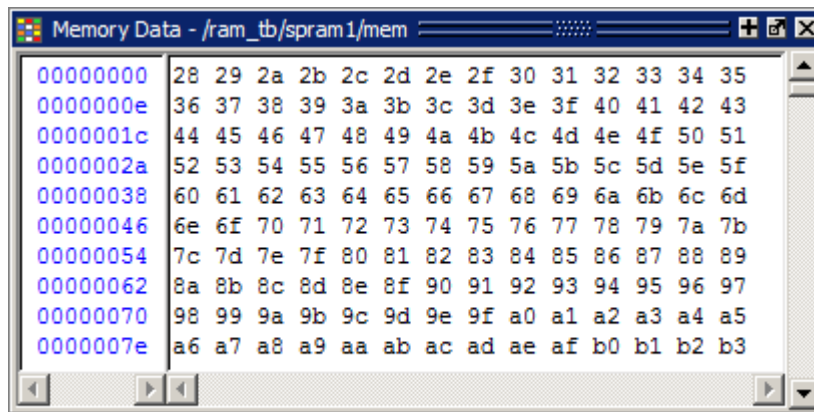 Memory Data - /ram_tb/spram1/mem
00000000 28 29 2a 2b 2c 2d 2e 2f 30 31 32 33 34 35
0000000e 36 37 38 39 3a 3b 3c 3d 3e 3f 40 41 42 43
0000001c 44 45 46 47 48 49 4a 4b 4c 4d 4e 4f 50 51
0000002a 52 53 54 55 56 57 58 59 5a 5b 5c 5d 5e 5f
00000038 60 61 62 63 64 65 66 67 68 69 6a 6b 6c 6d
00000046 6e 6f 70 71 72 73 74 75 76 77 78 79 7a 7b
00000054 7c 7d 7e 7f 80 81 82 83 84 85 86 87 88 89
00000062 8a 8b 8c 8d 8e 8f 90 91 92 93 94 95 96 97
00000070 98 99 9a 9b 9c 9d 9e 9f a0 a1 a2 a3 a4 a5
0000007e a6 a7 a8 a9 aa ab ac ad ae af b0 b1 b2 b3